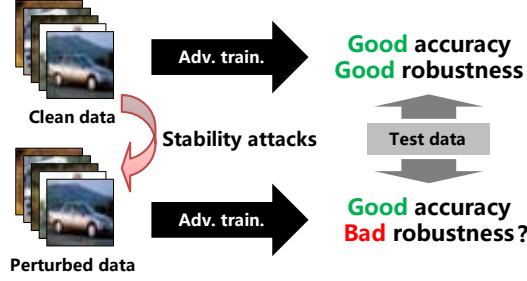 Adv. train.
Good accuracy
Good robustness
Clean data
Stability attacks
Test data
Adv. train.
Good accuracy
Bad robustness?
Perturbed data